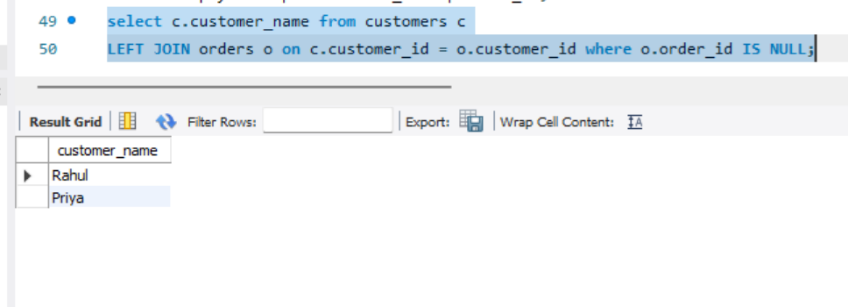 49 select c.customer_name from customers c
50 LEFT JOIN orders o on c.customer_id = o.customer_id where o.order_id IS NULL;
Result Grid Filter Rows: Export: Wrap Cell Content: IA
customer_name
Rahul
Priya